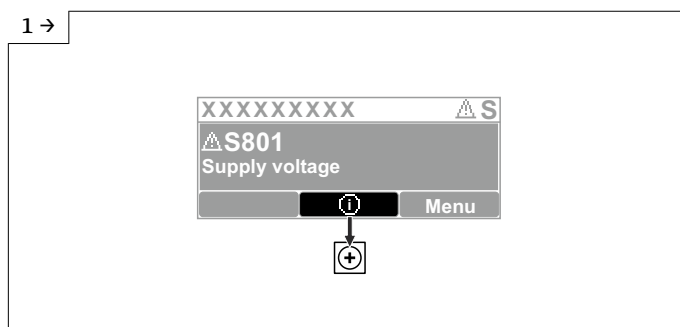 1 →
XXXXXXXXX ⚠ S
⚠S801
Supply voltage
ⓘ Menu
+